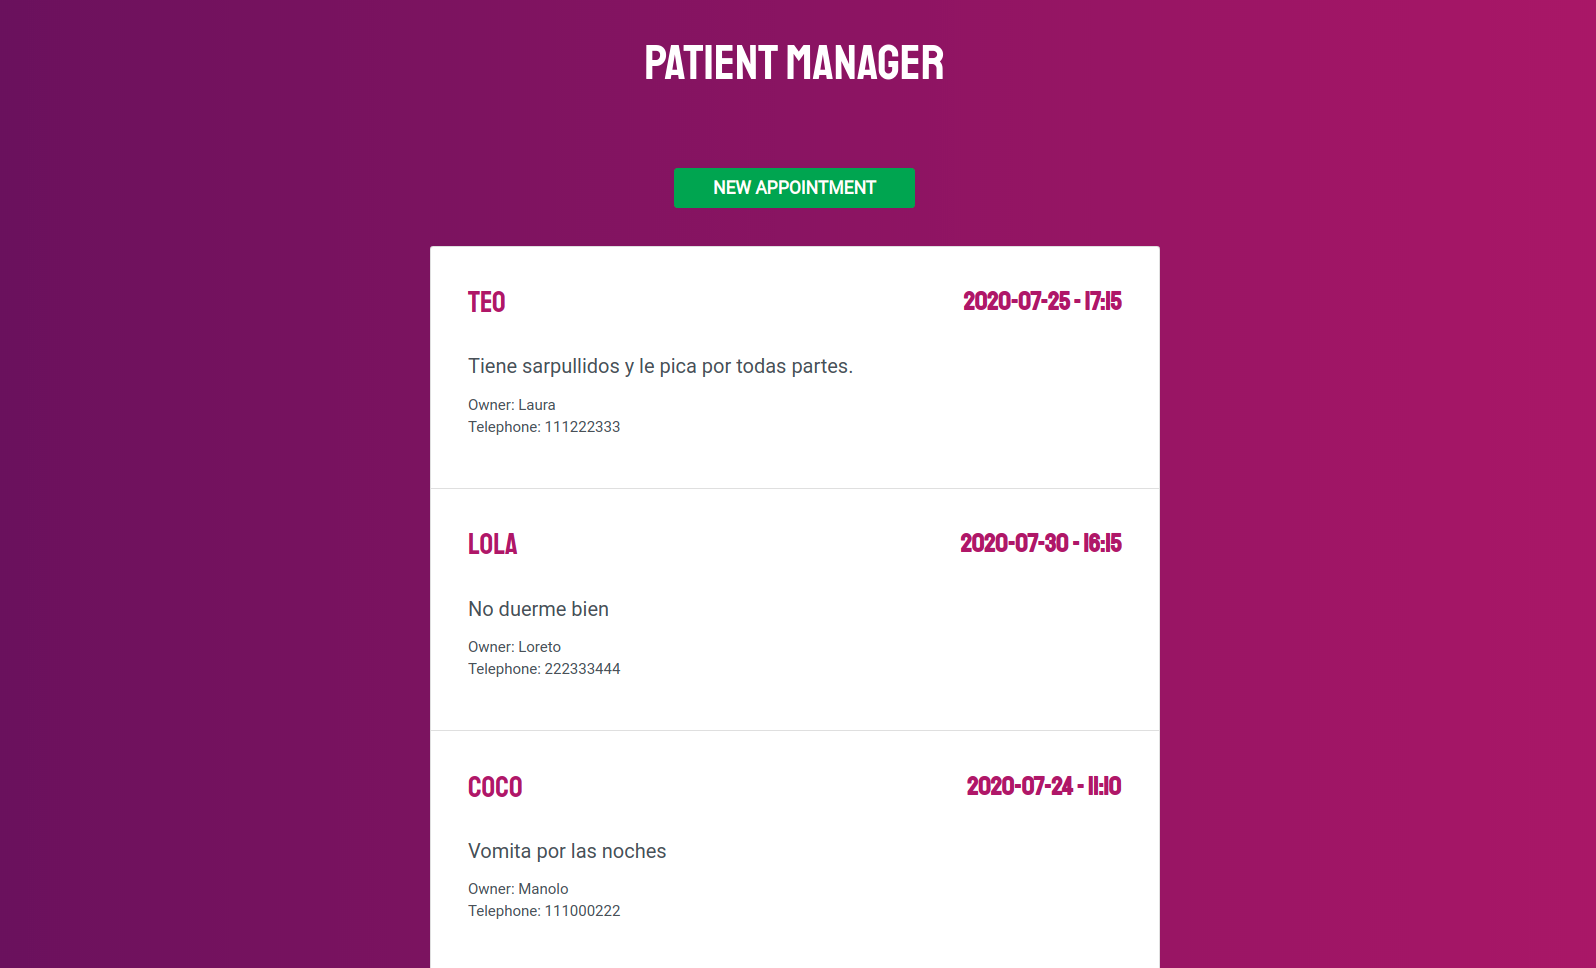 PATIENT MANAGER
NEW APPOINTMENT
TEO 2020-07-25 - 17:15
Tiene sarpullidos y le pica por todas partes.
Owner: Laura
Telephone: 111222333
LOLA 2020-07-30 - 16:15
No duerme bien
Owner: Loreto
Telephone: 222333444
COCO 2020-07-24 - 11:10
Vomita por las noches
Owner: Manolo
Telephone: 111000222